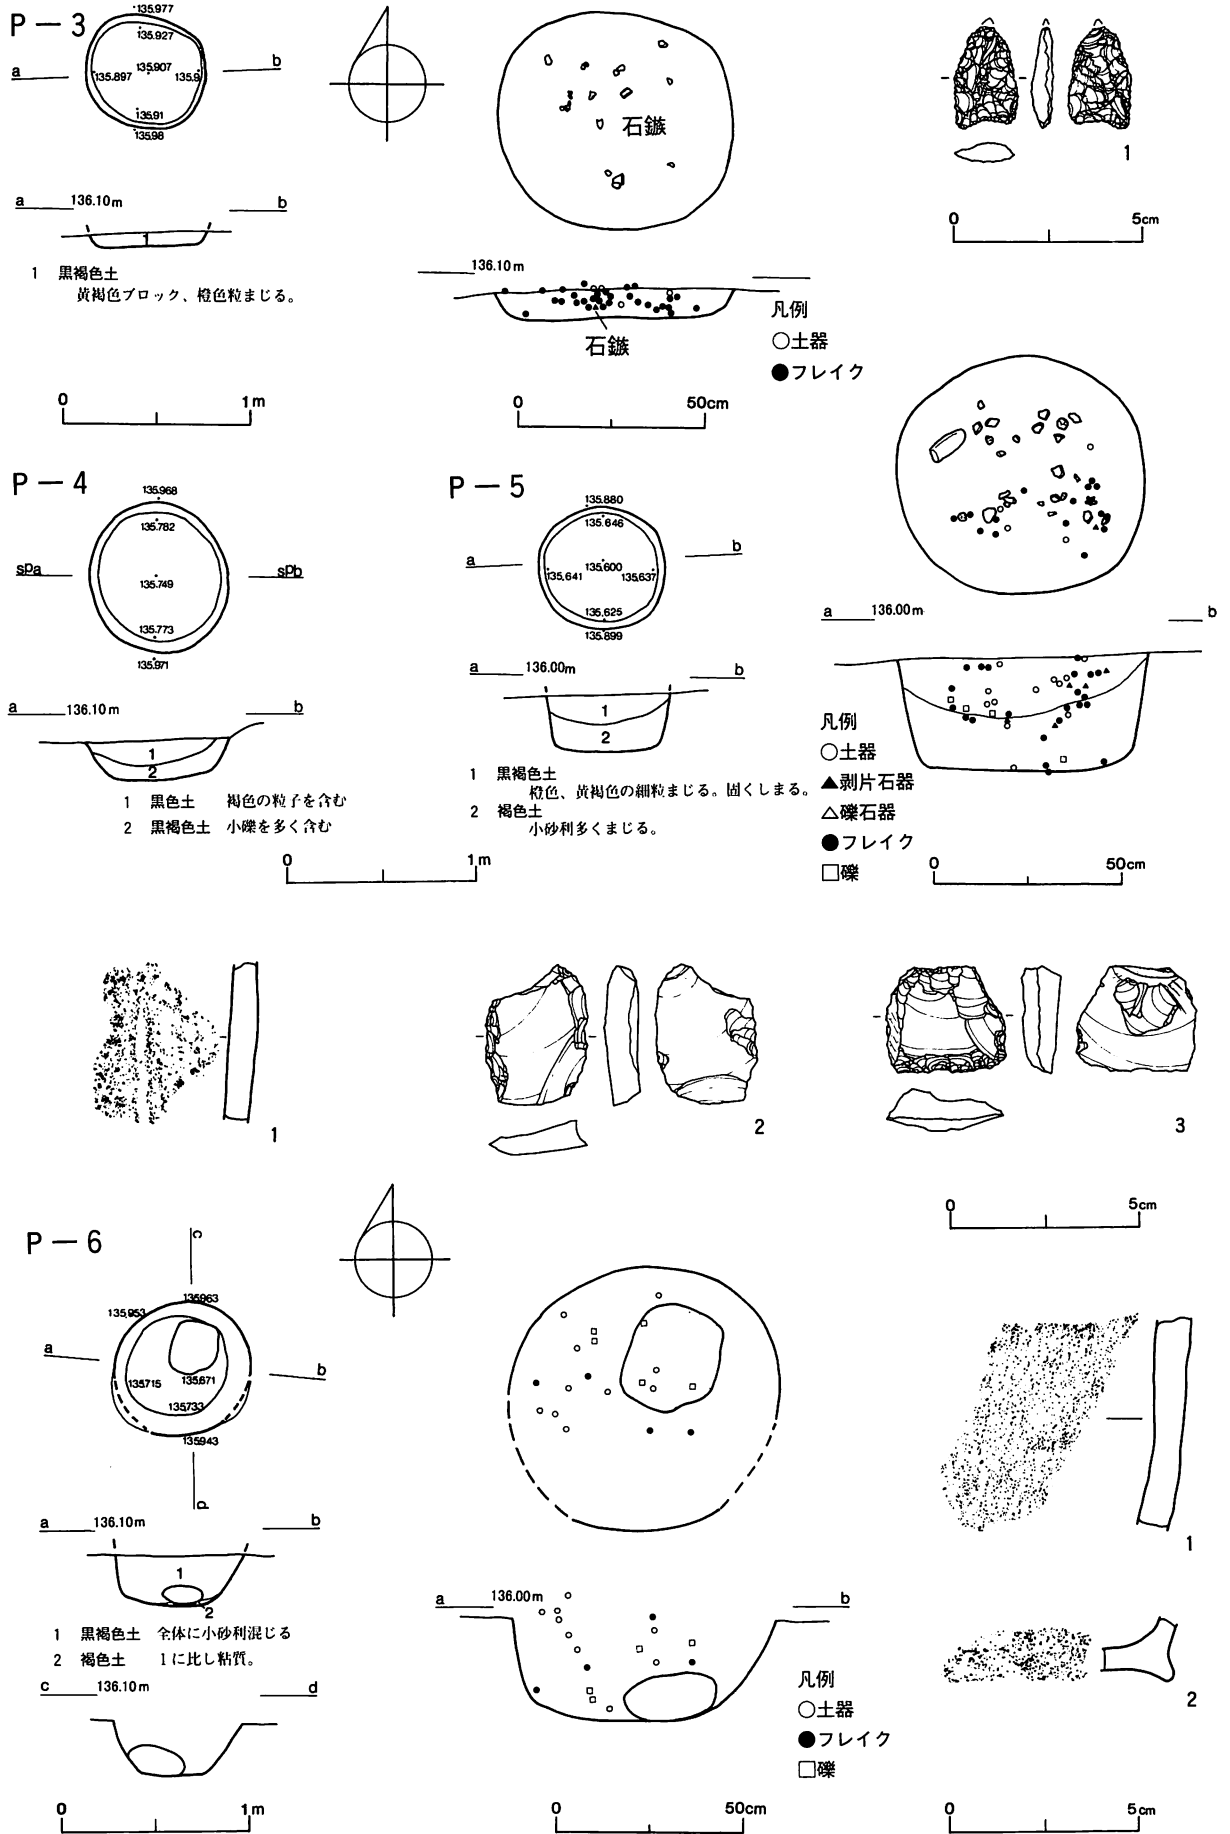 P－3
135.977
135.927
135.907
135.897
135.9
135.91
135.98
a
b
a
136.10m
b
1
1 黒褐色土
黄褐色ブロック、橙色粒まじる。
0
1m
石鏃
136.10m
石鏃
凡例
○土器
●フレイク
0
50cm
1
0
5cm
P－4
135.968
135.782
135.749
135.773
135.971
spa
spb
a
136.10m
b
1
2
1 黒色土 褐色の粒子を含む
2 黒褐色土 小礫を多く含む
0
1m
P－5
135.880
135.646
135.600
135.641
135.637
135.625
135.899
a
b
a
136.00m
b
1
2
1 黒褐色土
橙色、黄褐色の細粒まじる。固くしまる。
2 褐色土
小砂利多くまじる。
a
136.00m
b
凡例
○土器
▲剥片石器
△礫石器
●フレイク
□礫
0
50cm
1
2
3
0
5cm
P－6
c
135.963
135.953
a
b
135.715
135.671
135.733
135.943
d
a
136.10m
b
1
2
1 黒褐色土 全体に小砂利混じる
2 褐色土 1に比し粘質。
c
136.10m
d
0
1m
a
136.00m
b
凡例
○土器
●フレイク
□礫
0
50cm
1
2
0
5cm